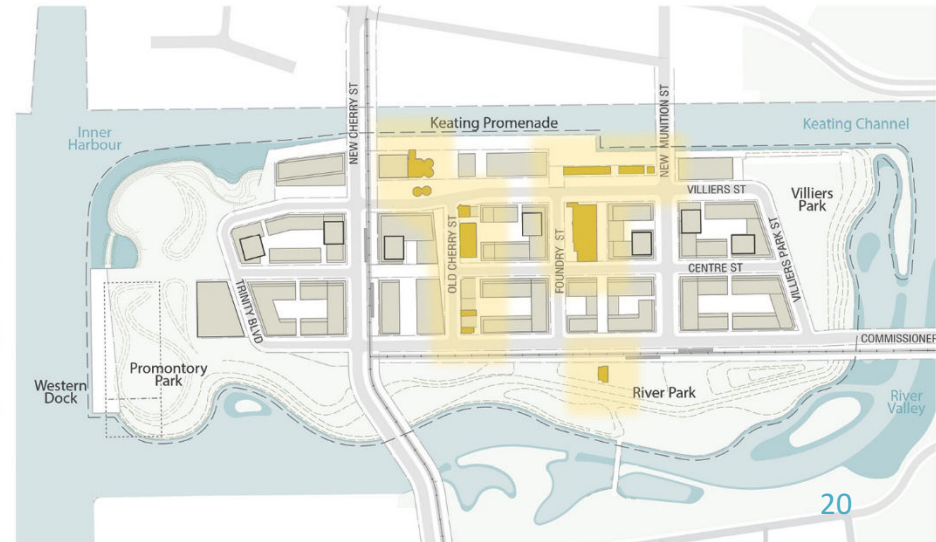 Inner
Harbour
NEW CHERRY ST
Keating Promenade
NEW MUNITION ST
Keating Channel
VILLIERS ST
Villiers
Park
OLD CHERRY ST
FOUNDRY ST
CENTRE ST
VILLIERS PARK ST
TRINITY BLVD
COMMISSIONER
Western
Dock
Promontory
Park
River Park
River
Valley
20